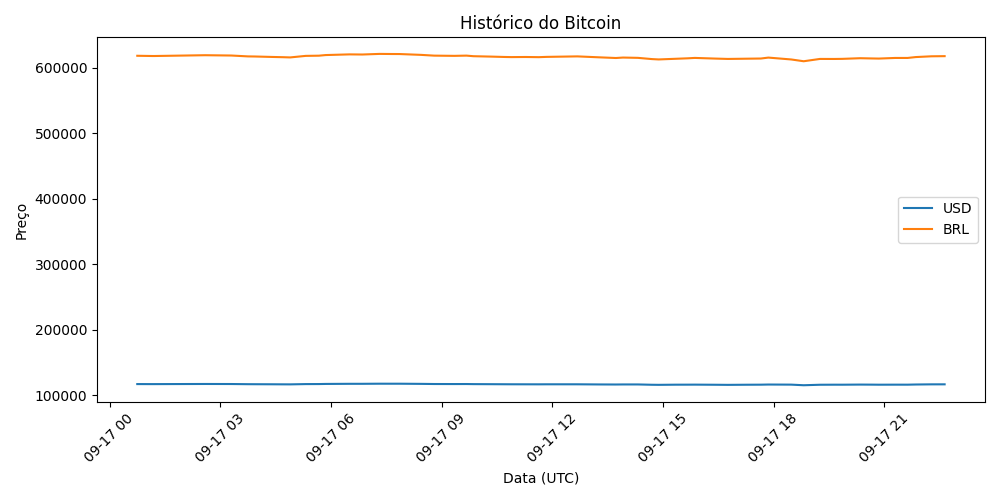 Histórico do Bitcoin
Preço
600000
500000
400000
300000
200000
100000
USD
BRL
09-17 00
09-17 03
09-17 06
09-17 09
09-17 12
09-17 15
09-17 18
09-17 21
Data (UTC)